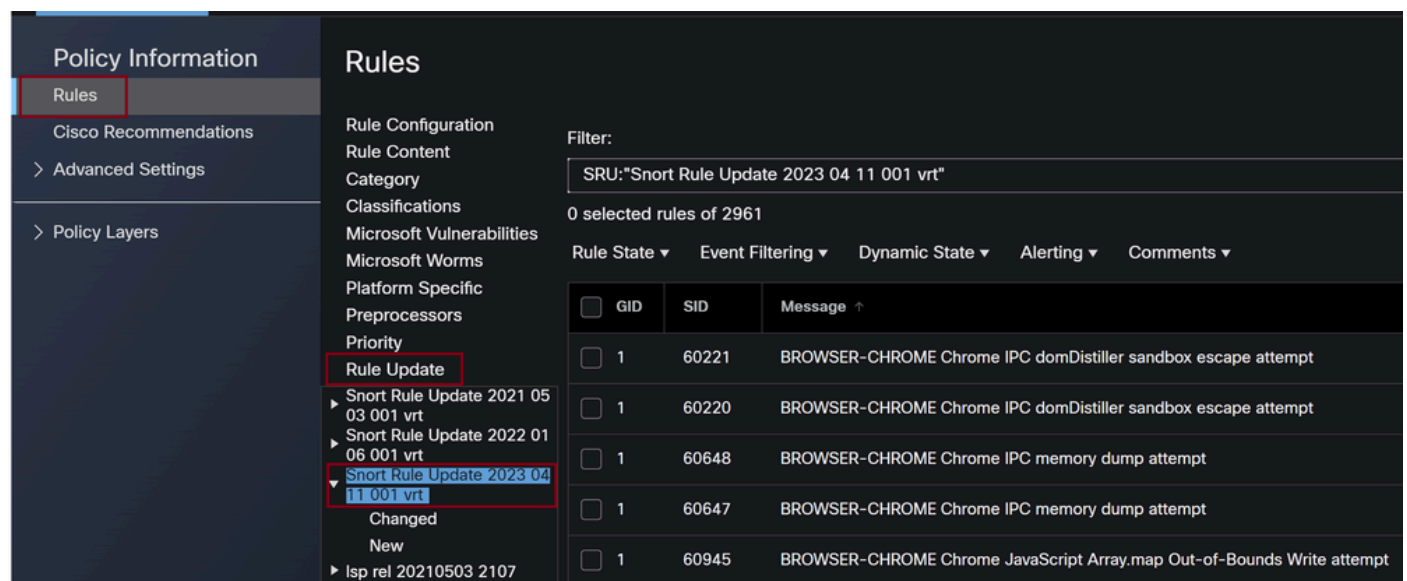 Policy Information
Rules
Cisco Recommendations
Advanced Settings
Policy Layers
Rules
Rule Configuration
Rule Content
Category
Classifications
Microsoft Vulnerabilities
Microsoft Worms
Platform Specific
Preprocessors
Priority
Rule Update
Snort Rule Update 2021 05
03 001 vrt
Snort Rule Update 2022 01
06 001 vrt
Snort Rule Update 2023 04
11 001 vrt
Changed
New
lsp rel 20210503 2107
Filter:
SRU:"Snort Rule Update 2023 04 11 001 vrt"
0 selected rules of 2961
Rule State ▾ Event Filtering ▾ Dynamic State ▾ Alerting ▾ Comments ▾
GID SID Message ↑
1 60221 BROWSER-CHROME Chrome IPC domDistiller sandbox escape attempt
1 60220 BROWSER-CHROME Chrome IPC domDistiller sandbox escape attempt
1 60648 BROWSER-CHROME Chrome IPC memory dump attempt
1 60647 BROWSER-CHROME Chrome IPC memory dump attempt
1 60945 BROWSER-CHROME Chrome JavaScript Array.map Out-of-Bounds Write attempt